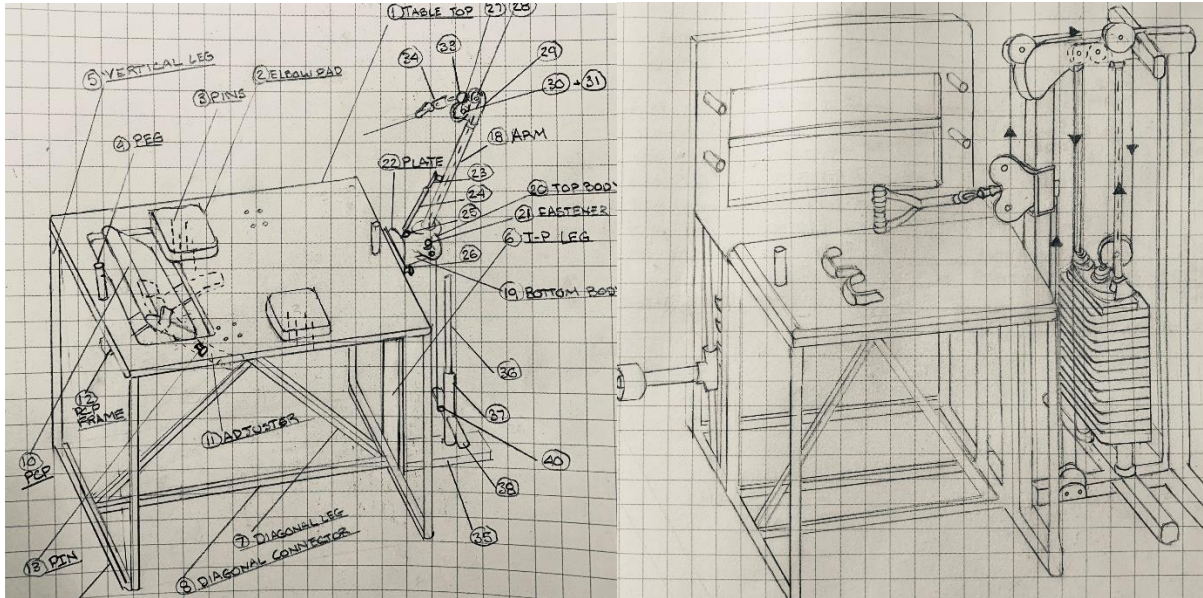 ① TABLE TOP
㉗ ㉘
⑤ VERTICAL LEG
② ELBOW PAD
③ PINS
④ PEG
㉞
㉝
㉙
㉚ + ㉛
⑱ ARM
㉒ PLATE
㉓
㉔
㉕
⑳ TOP BODY
㉑ FASTENER
⑥ I-P LEG
㉖
⑲ BOTTOM BODY
㊱
㊲
㊵
㊳
㉟
⑫
FRAME
⑪ ADJUSTER
⑩
PCP
⑦ DIAGONAL LEG
⑧ DIAGONAL CONNECTOR
⑬ PIN